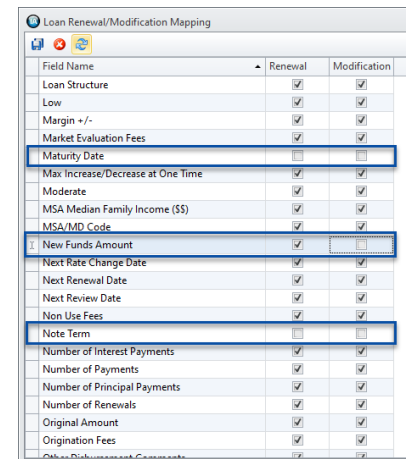 Loan Renewal/Modification Mapping
Field Name Renewal Modification
Loan Structure
Low
Margin +/-
Market Evaluation Fees
Maturity Date
Max Increase/Decrease at One Time
Moderate
MSA Median Family Income ($$)
MSA/MD Code
New Funds Amount
Next Rate Change Date
Next Renewal Date
Next Review Date
Non Use Fees
Note Term
Number of Interest Payments
Number of Payments
Number of Principal Payments
Number of Renewals
Original Amount
Origination Fees
Other Disbursement Comments